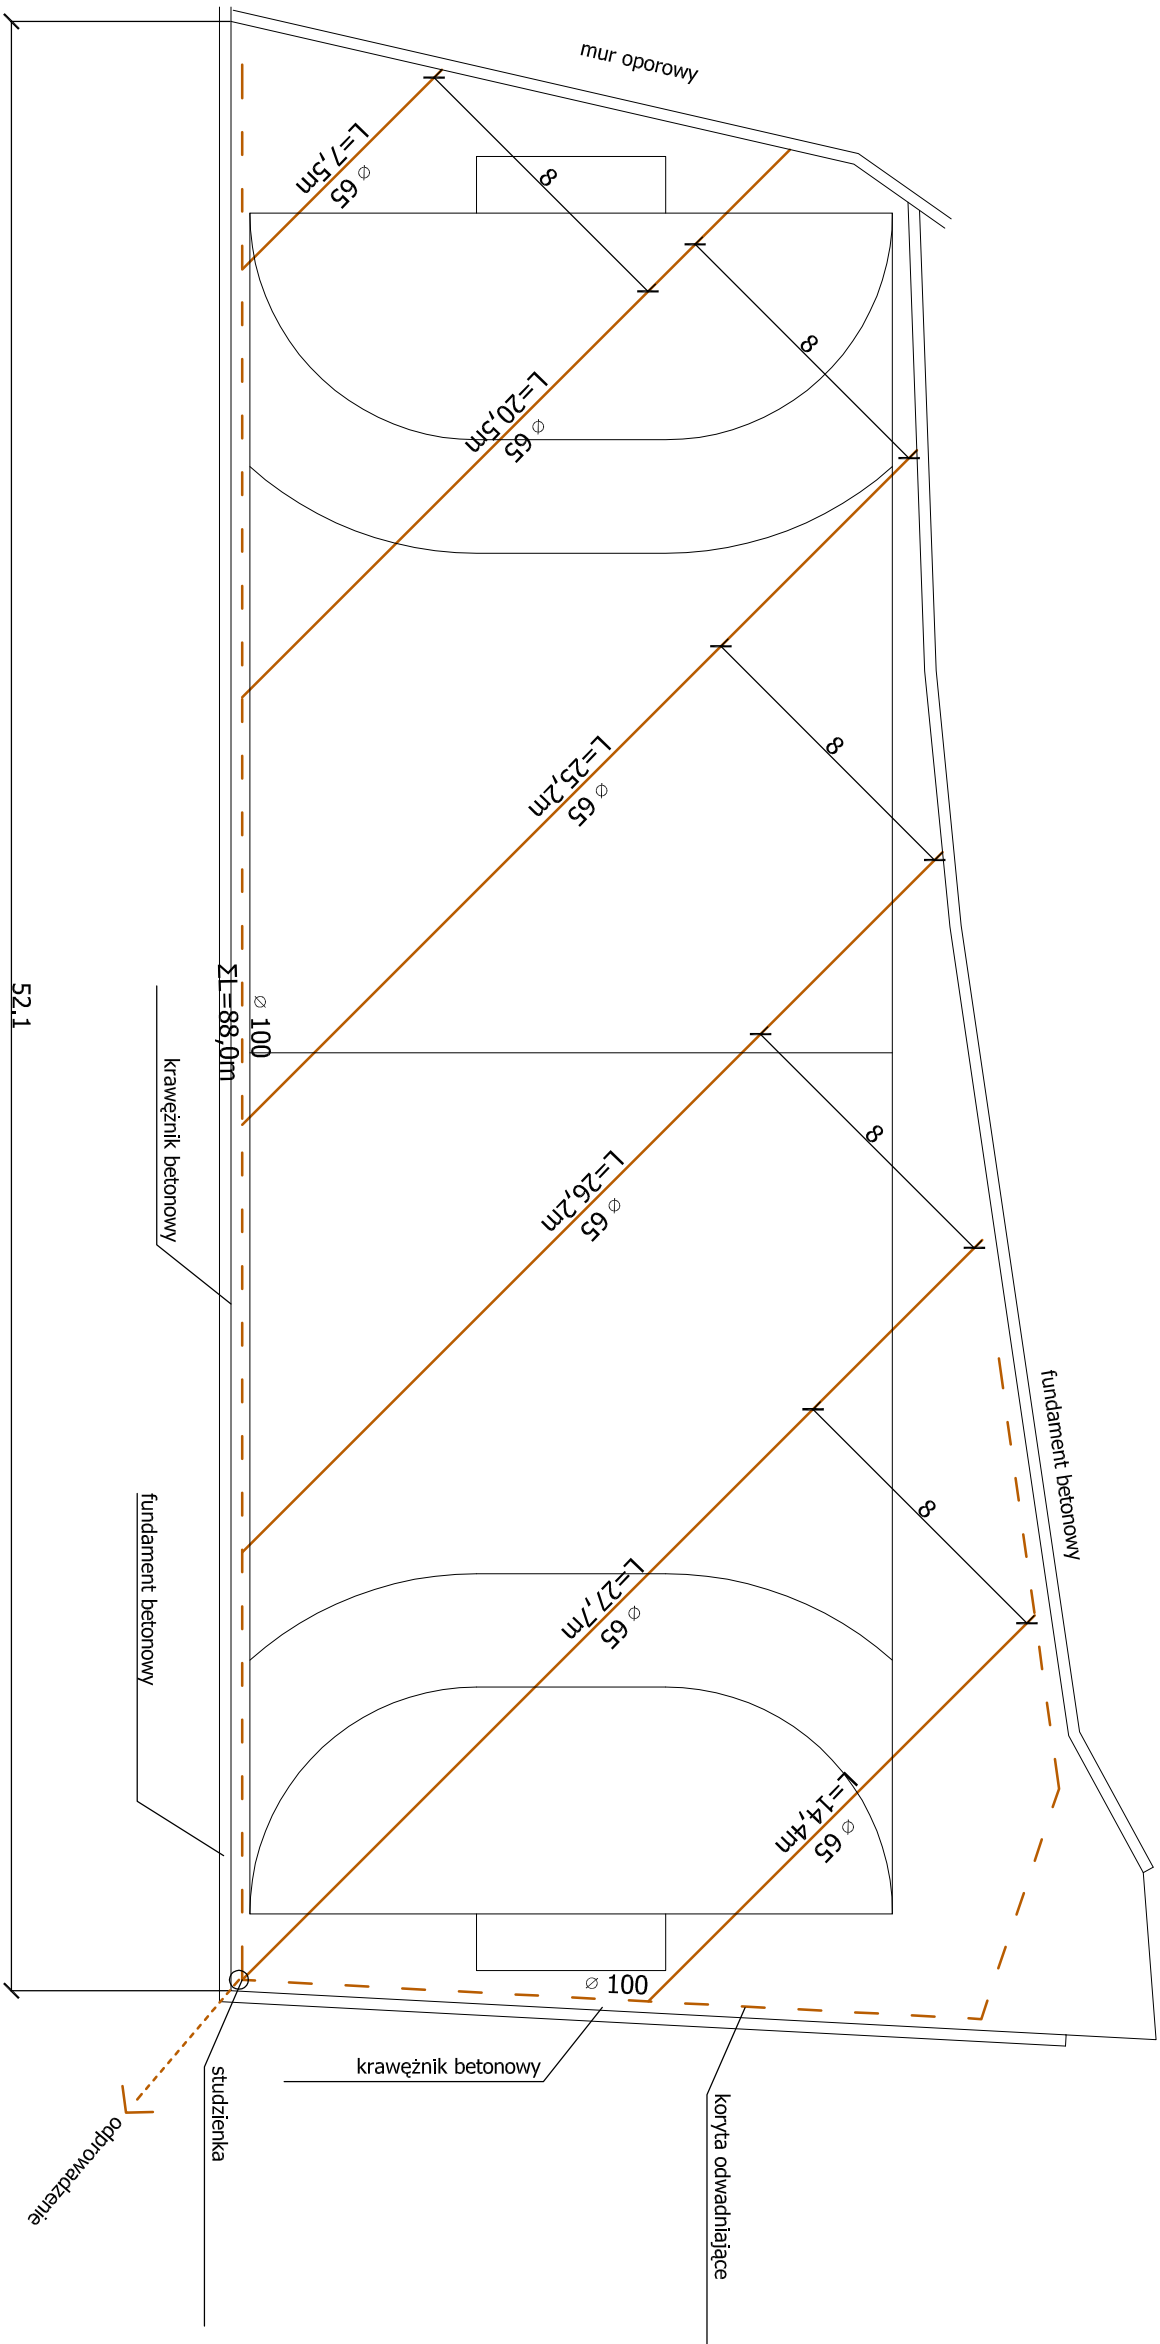 mur oporowy
L=7,5m
⌀ 65
8
8
L=20,5m
⌀ 65
8
L=25,2m
⌀ 65
52.1
⌀ 100
ΣL=88,0m
krawężnik betonowy
8
L=26,2m
⌀ 65
fundament betonowy
8
fundament betonowy
L=27,7m
⌀ 65
L=14,4m
⌀ 65
⌀ 100
krawężnik betonowy
studzienka
koryta odwadniające
odprowadzenie